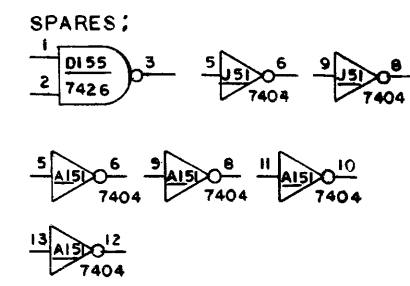 SPARES:
1 2 D155 7426 3
5 J51 6 7404
9 J51 8 7404
5 A151 6 7404
9 A151 8 7404
11 A151 10 7404
13 A151 12 7404